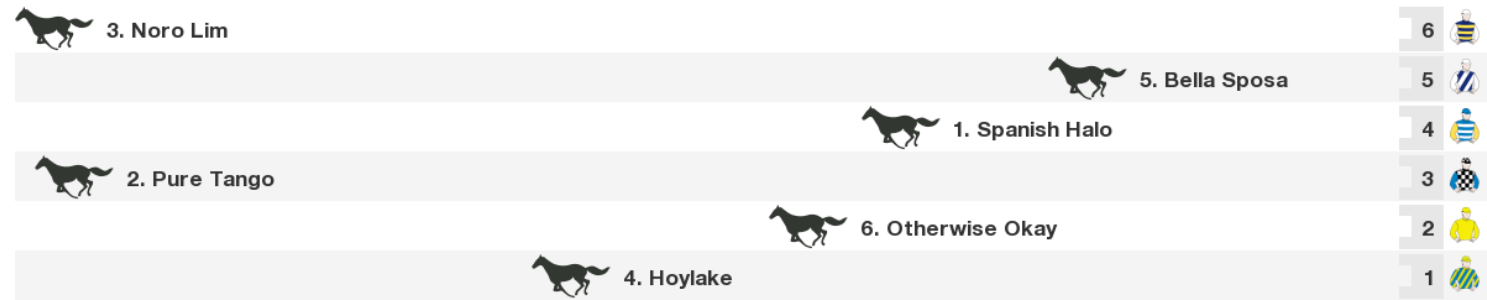 3. Noro Lim 6
5. Bella Sposa 5
1. Spanish Halo 4
2. Pure Tango 3
6. Otherwise Okay 2
4. Hoylake 1